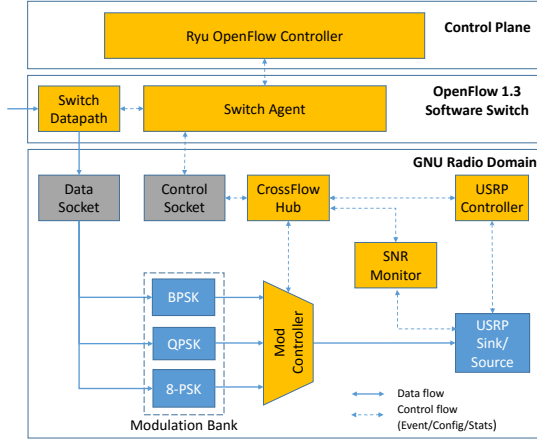 Control Plane
Ryu OpenFlow Controller
OpenFlow 1.3
Software Switch
Switch
Datapath
Switch Agent
GNU Radio Domain
Data
Socket
Control
Socket
CrossFlow
Hub
USRP
Controller
SNR
Monitor
BPSK
QPSK
8-PSK
Mod
Controller
USRP
Sink/
Source
Modulation Bank
Data flow
Control flow
(Event/Config/Stats)